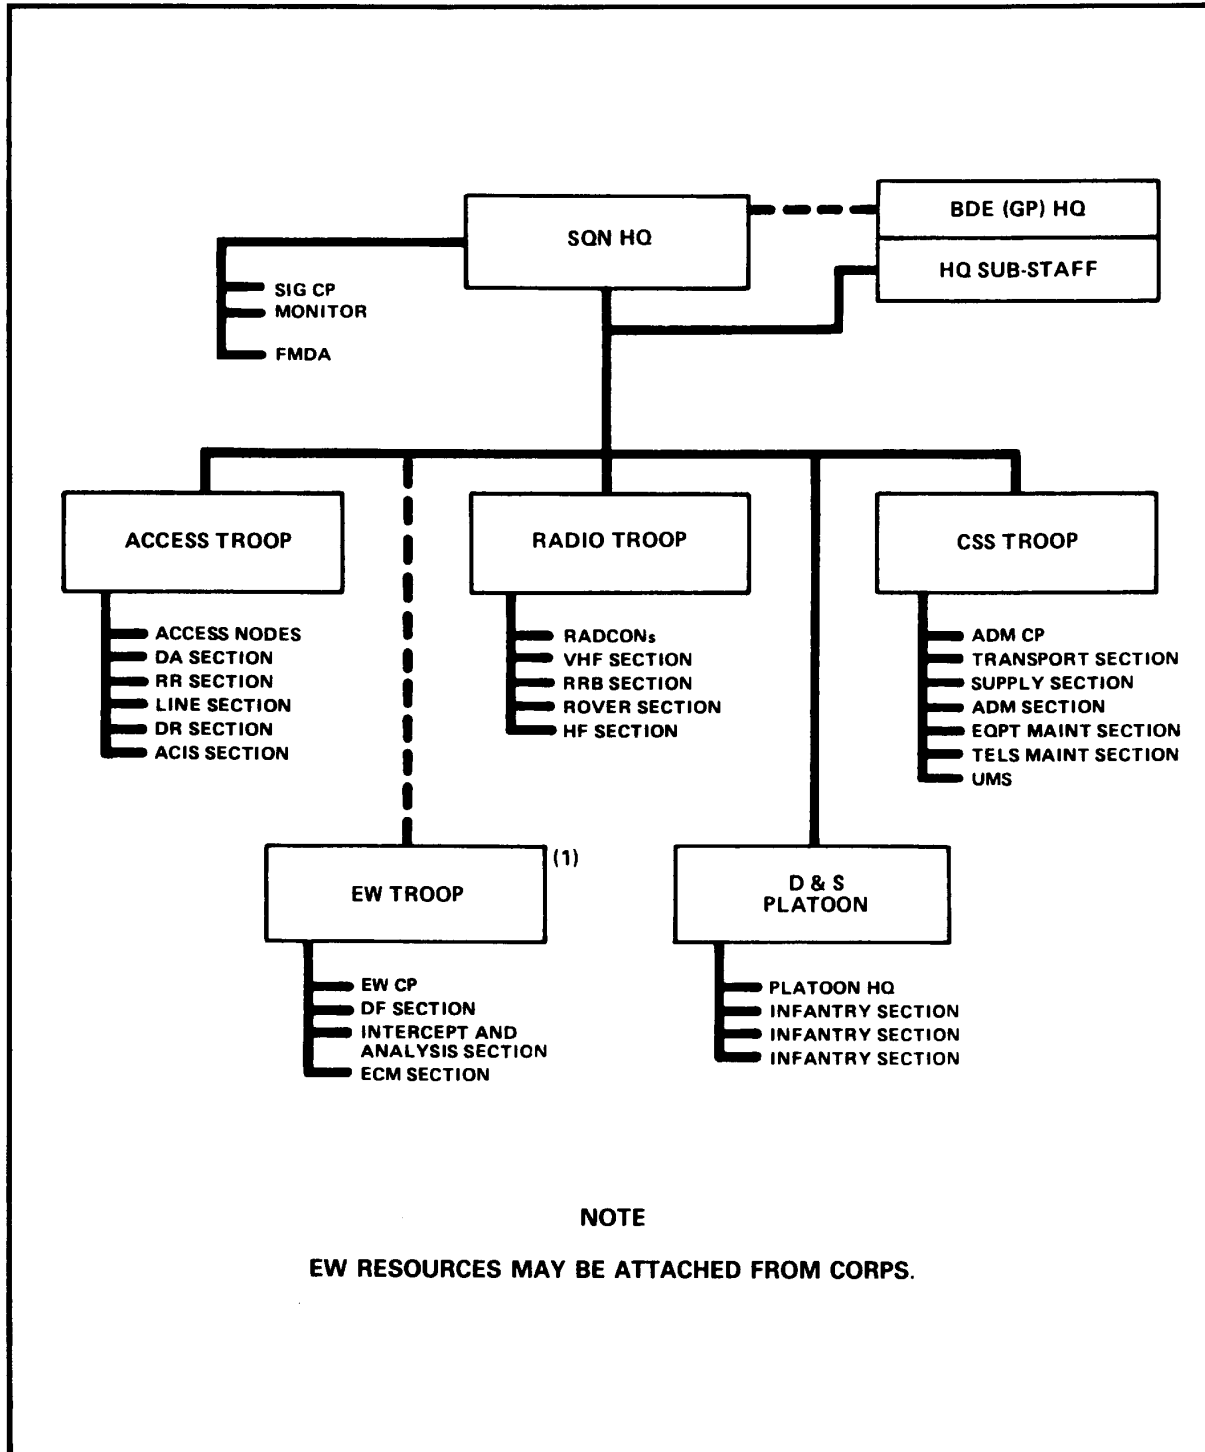 BDE (GP) HQ
SQN HQ
HQ SUB-STAFF
SIG CP
MONITOR
FMDA
ACCESS TROOP
RADIO TROOP
CSS TROOP
ACCESS NODES
DA SECTION
RR SECTION
LINE SECTION
DR SECTION
ACIS SECTION
RADCONs
VHF SECTION
RRB SECTION
ROVER SECTION
HF SECTION
ADM CP
TRANSPORT SECTION
SUPPLY SECTION
ADM SECTION
EQPT MAINT SECTION
TELS MAINT SECTION
UMS
EW TROOP
(1)
D & S
PLATOON
EW CP
DF SECTION
INTERCEPT AND
ANALYSIS SECTION
ECM SECTION
PLATOON HQ
INFANTRY SECTION
INFANTRY SECTION
INFANTRY SECTION
NOTE
EW RESOURCES MAY BE ATTACHED FROM CORPS.